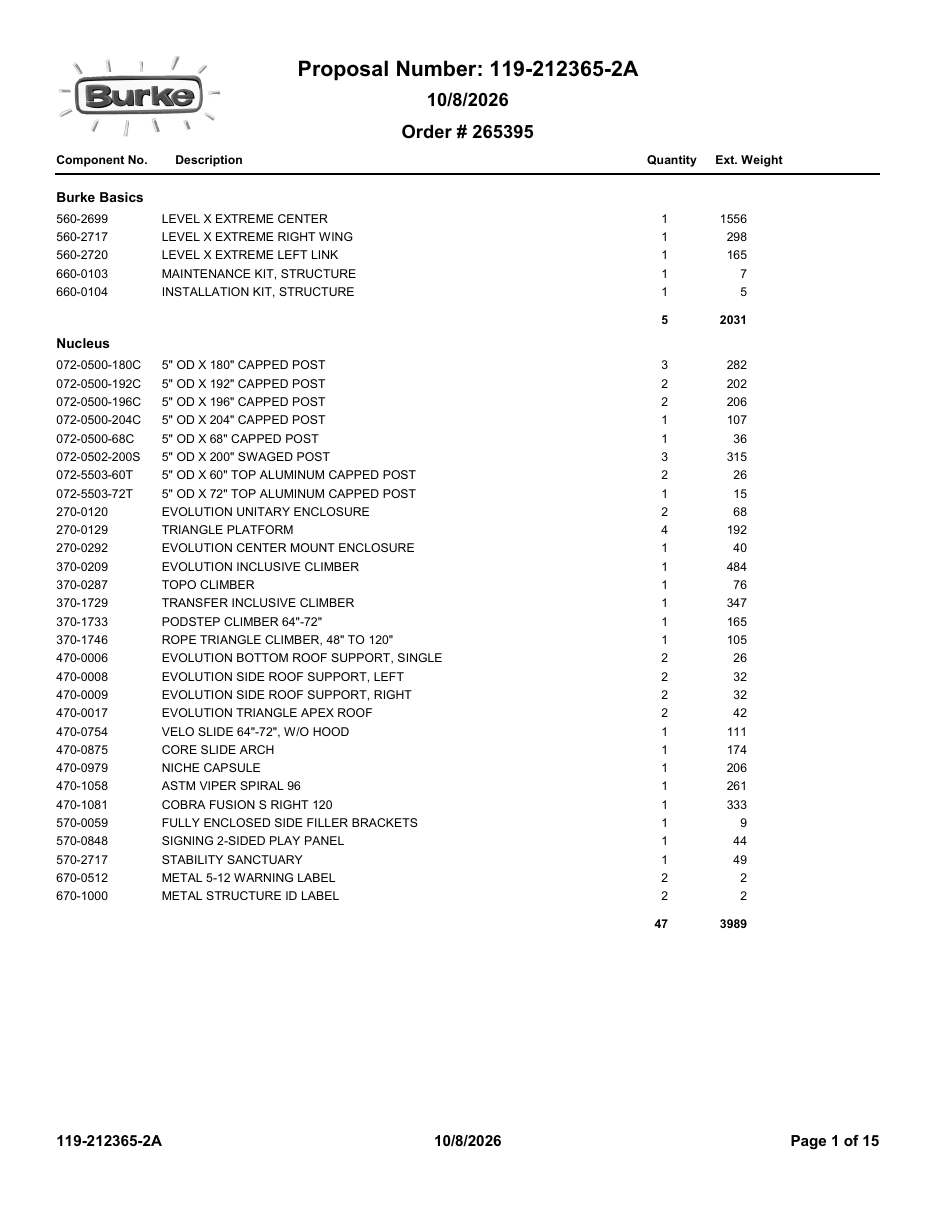 Burke
Proposal Number: 119-212365-2A
10/8/2026
Order # 265395
Component No. Description Quantity Ext. Weight
Burke Basics
560-2699 LEVEL X EXTREME CENTER 1 1556
560-2717 LEVEL X EXTREME RIGHT WING 1 298
560-2720 LEVEL X EXTREME LEFT LINK 1 165
660-0103 MAINTENANCE KIT, STRUCTURE 1 7
660-0104 INSTALLATION KIT, STRUCTURE 1 5
5 2031
Nucleus
072-0500-180C 5" OD X 180" CAPPED POST 3 282
072-0500-192C 5" OD X 192" CAPPED POST 2 202
072-0500-196C 5" OD X 196" CAPPED POST 2 206
072-0500-204C 5" OD X 204" CAPPED POST 1 107
072-0500-68C 5" OD X 68" CAPPED POST 1 36
072-0502-200S 5" OD X 200" SWAGED POST 3 315
072-5503-60T 5" OD X 60" TOP ALUMINUM CAPPED POST 2 26
072-5503-72T 5" OD X 72" TOP ALUMINUM CAPPED POST 1 15
270-0120 EVOLUTION UNITARY ENCLOSURE 2 68
270-0129 TRIANGLE PLATFORM 4 192
270-0292 EVOLUTION CENTER MOUNT ENCLOSURE 1 40
370-0209 EVOLUTION INCLUSIVE CLIMBER 1 484
370-0287 TOPO CLIMBER 1 76
370-1729 TRANSFER INCLUSIVE CLIMBER 1 347
370-1733 PODSTEP CLIMBER 64"-72" 1 165
370-1746 ROPE TRIANGLE CLIMBER, 48" TO 120" 1 105
470-0006 EVOLUTION BOTTOM ROOF SUPPORT, SINGLE 2 26
470-0008 EVOLUTION SIDE ROOF SUPPORT, LEFT 2 32
470-0009 EVOLUTION SIDE ROOF SUPPORT, RIGHT 2 32
470-0017 EVOLUTION TRIANGLE APEX ROOF 2 42
470-0754 VELO SLIDE 64"-72", W/O HOOD 1 111
470-0875 CORE SLIDE ARCH 1 174
470-0979 NICHE CAPSULE 1 206
470-1058 ASTM VIPER SPIRAL 96 1 261
470-1081 COBRA FUSION S RIGHT 120 1 333
570-0059 FULLY ENCLOSED SIDE FILLER BRACKETS 1 9
570-0848 SIGNING 2-SIDED PLAY PANEL 1 44
570-2717 STABILITY SANCTUARY 1 49
670-0512 METAL 5-12 WARNING LABEL 2 2
670-1000 METAL STRUCTURE ID LABEL 2 2
47 3989
119-212365-2A 10/8/2026 Page 1 of 15